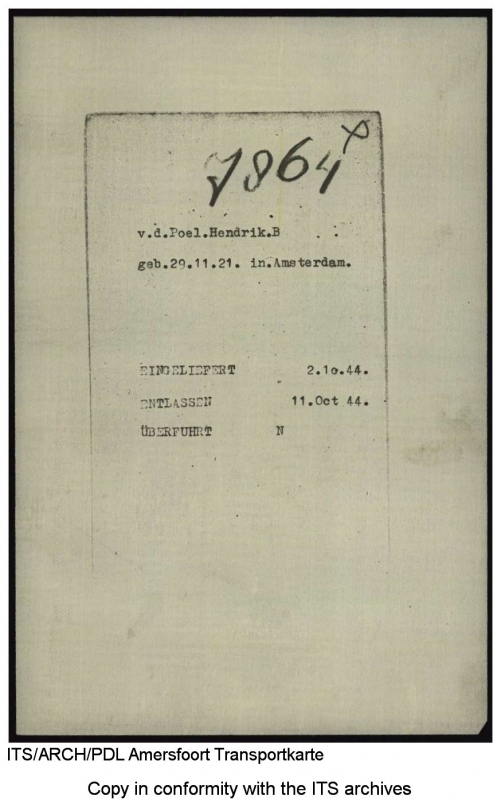 7864 x
v.d.Poel.Hendrik.B
geb.29.11.21. in.Amsterdam.
EINGELIEFERT 2.1o.44.
ENTLASSEN 11.Oct 44.
ÜBERFUHRT N
ITS/ARCH/PDL Amersfoort Transportkarte
Copy in conformity with the ITS archives